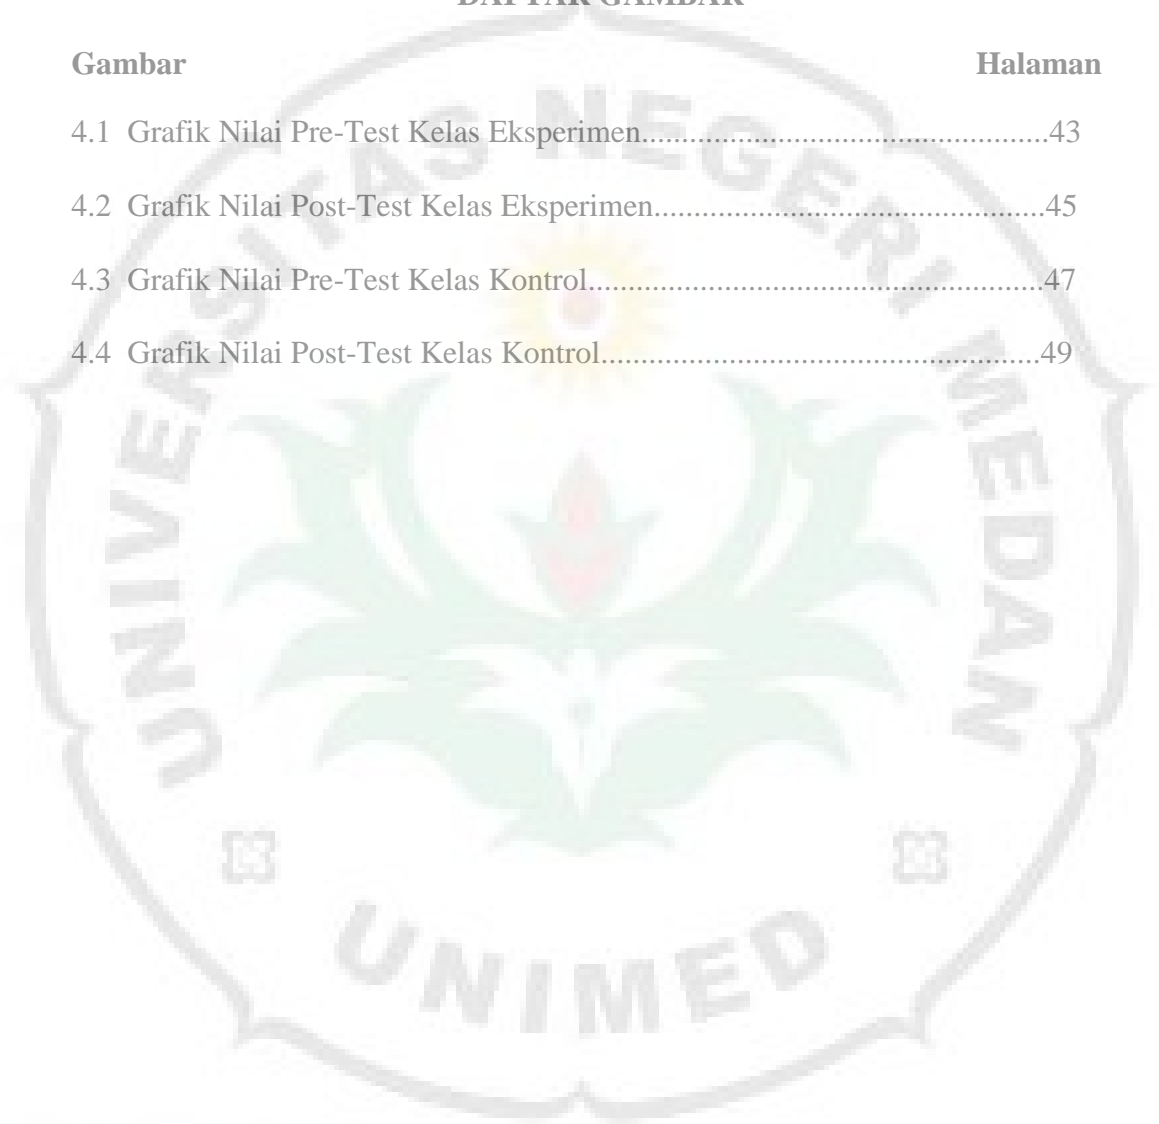 DAFTAR GAMBAR
Gambar Halaman
4.1 Grafik Nilai Pre-Test Kelas Eksperimen...................................................43
4.2 Grafik Nilai Post-Test Kelas Eksperimen.................................................45
4.3 Grafik Nilai Pre-Test Kelas Kontrol.........................................................47
4.4 Grafik Nilai Post-Test Kelas Kontrol.......................................................49
UNIVERSITAS NEGERI MEDAN
UNIMED